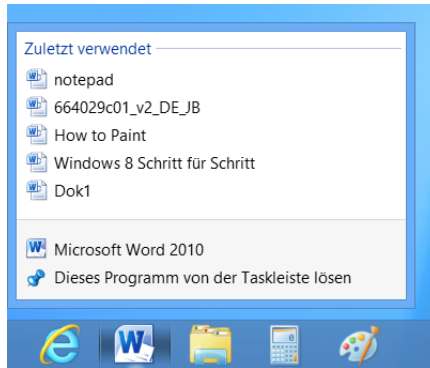 Zuletzt verwendet
notepad
664029c01_v2_DE_JB
How to Paint
Windows 8 Schritt für Schritt
Dok1
Microsoft Word 2010
Dieses Programm von der Taskleiste lösen